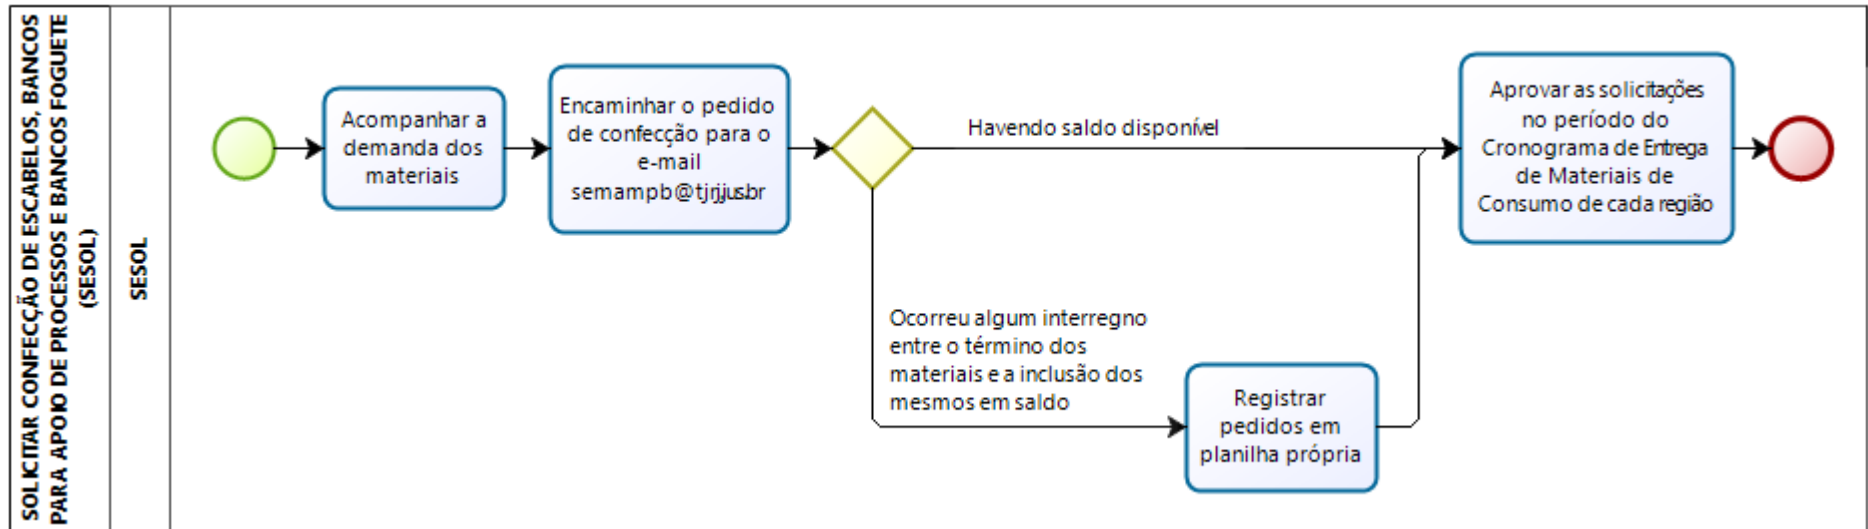 SOLICITAR CONFECÇÃO DE ESCABELOS, BANCOS
PARA APOIO DE PROCESSOS E BANCOS FOGUETE
(SESOL)
SESOL
Acompanhar a
demanda dos
materiais
Encaminhar o pedido
de confecção para o
e-mail
semampb@tjrj.jus.br
Havendo saldo disponível
Ocorreu algum interregno
entre o término dos
materiais e a inclusão dos
mesmos em saldo
Registrar
pedidos em
planilha própria
Aprovar as solicitações
no período do
Cronograma de Entrega
de Materiais de
Consumo de cada região